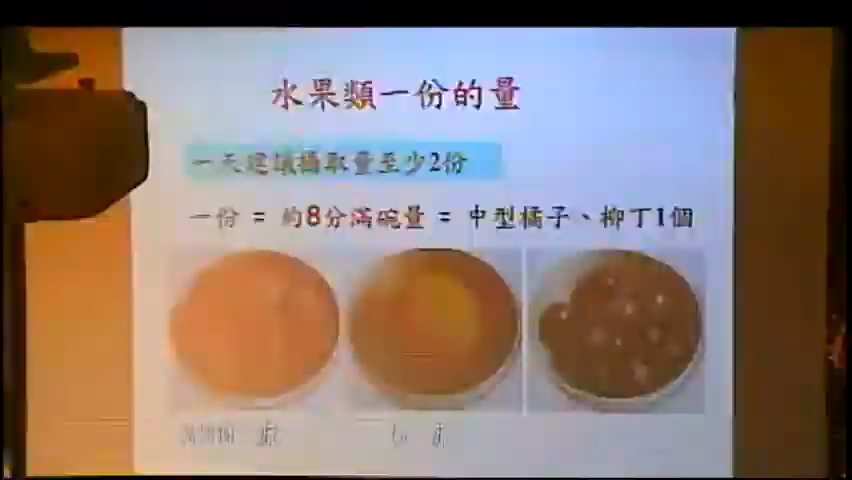 水果類一份的量
一天建議攝取量至少2份
一份 = 約8分滿碗量 = 中型橘子、柳丁1個